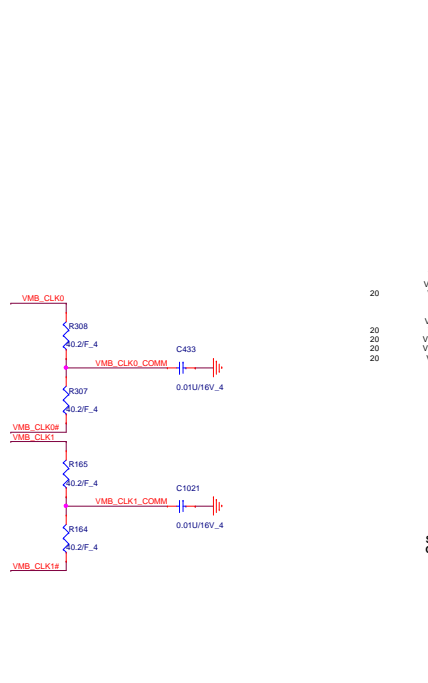 V
20
VMB_CLK0
V
R308
20
20
V
C433
40.2/F_4
V
20
VMB_CLK0_COMM
R307
0.01U/16V_4
40.2/F_4
VMB_CLK0#
VMB_CLK1
R165
40.2/F_4
C1021
VMB_CLK1_COMM
R164
0.01U/16V_4
40.2/F_4
VMB_CLK1#